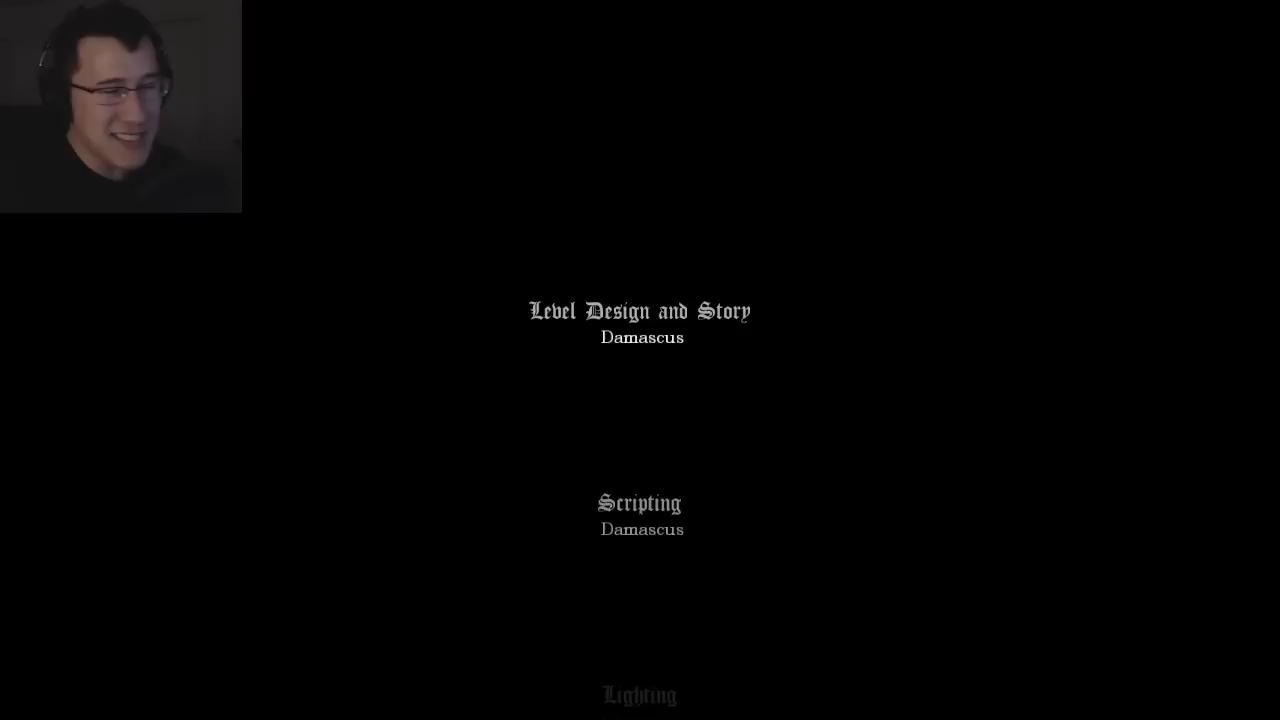 Level Design and Story
Damascus
Scripting
Damascus
Lighting